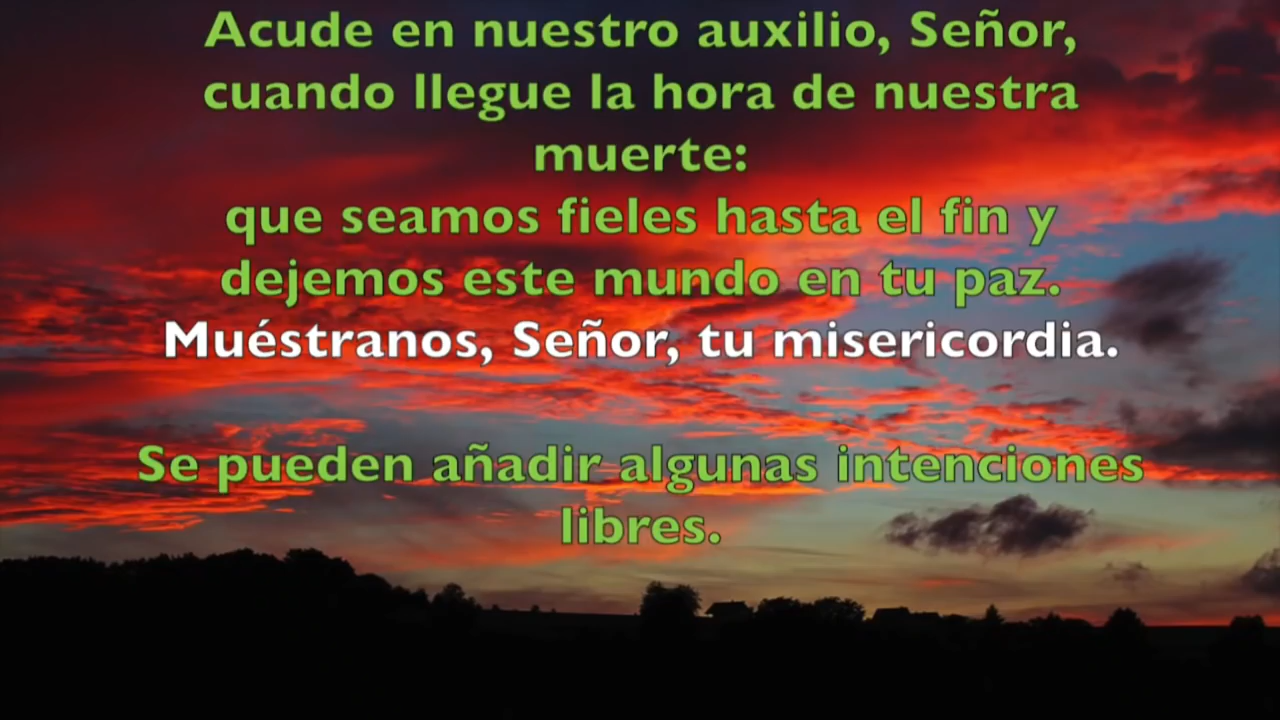 Acude en nuestro auxilio, Señor,
cuando llegue la hora de nuestra
muerte:
que seamos fieles hasta el fin y
dejemos este mundo en tu paz.
Muéstranos, Señor, tu misericordia.
Se pueden añadir algunas intenciones
libres.